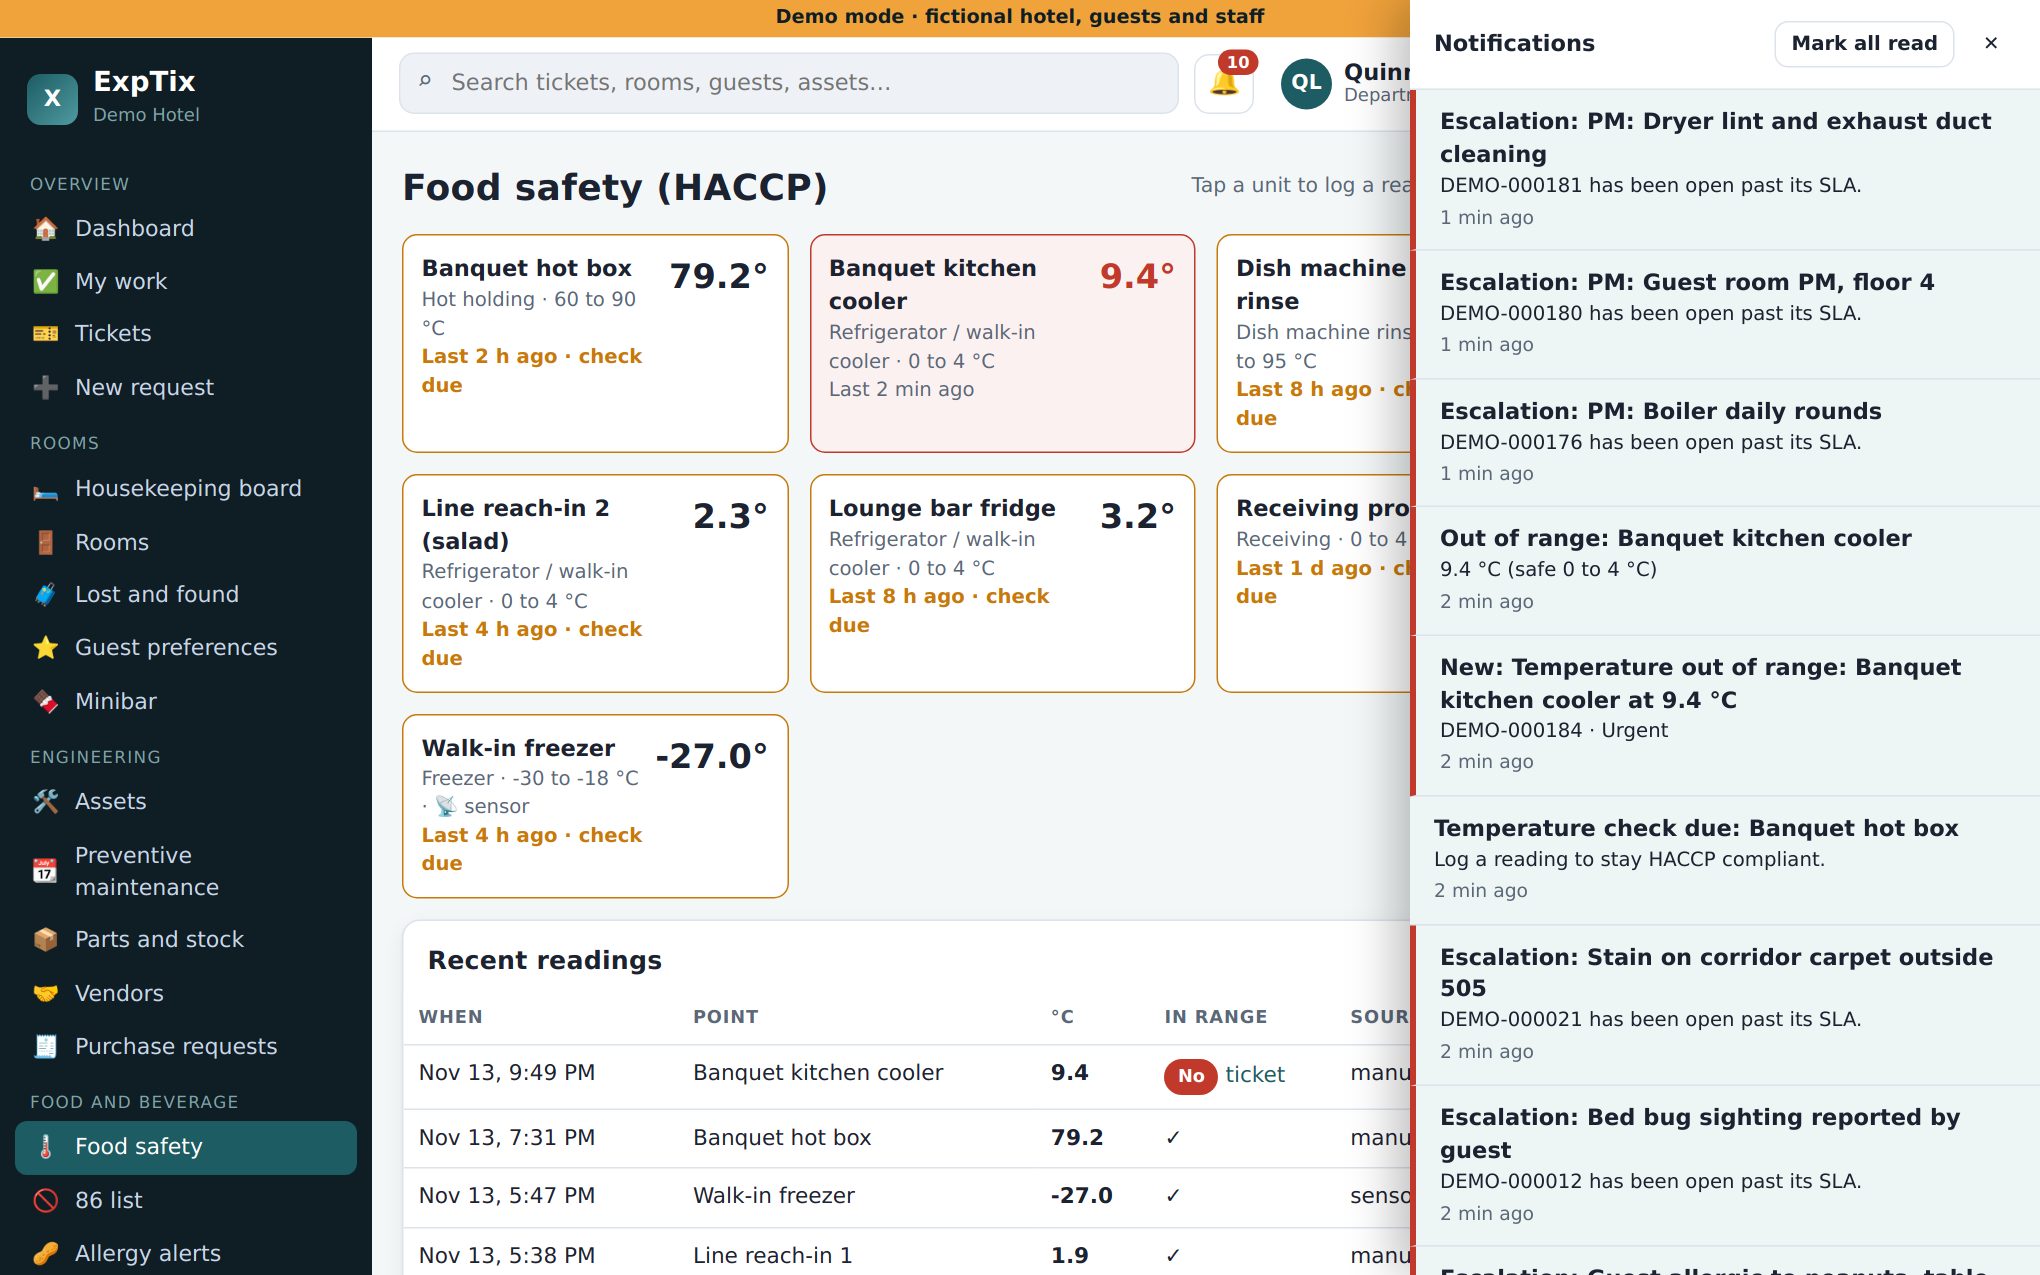 Demo mode · fictional hotel, guests and staff
X
ExpTix
Demo Hotel
OVERVIEW
Dashboard
My work
Tickets
New request
ROOMS
Housekeeping board
Rooms
Lost and found
Guest preferences
Minibar
ENGINEERING
Assets
Preventive
maintenance
Parts and stock
Vendors
Purchase requests
FOOD AND BEVERAGE
Food safety
86 list
Allergy alerts
Search tickets, rooms, guests, assets...
10
QL
Food safety (HACCP)
Tap a unit to log a
Banquet hot box
79.2°
Hot holding · 60 to 90
°C
Last 2 h ago · check
due
Banquet kitchen
cooler
9.4°
Refrigerator / walk-in
cooler · 0 to 4 °C
Last 2 min ago
Dish machine
rinse
Dish machine
to 95 °C
Last 8 h ago ·
due
Line reach-in 2
(salad)
2.3°
Refrigerator / walk-in
cooler · 0 to 4 °C
Last 4 h ago · check
due
Lounge bar fridge
3.2°
Refrigerator / walk-in
cooler · 0 to 4 °C
Last 8 h ago · check
due
Receiving
Receiving · 0 to 4
Last 1 d ago ·
due
Walk-in freezer
-27.0°
Freezer · -30 to -18 °C
· 📡 sensor
Last 4 h ago · check
due
Recent readings
WHEN POINT °C IN RANGE
Nov 13, 9:49 PM Banquet kitchen cooler 9.4 No ticket
Nov 13, 7:31 PM Banquet hot box 79.2 ✓
Nov 13, 5:47 PM Walk-in freezer -27.0 ✓
Nov 13, 5:38 PM Line reach-in 1 1.9 ✓
Notifications
Mark all read
✕
Escalation: PM: Dryer lint and exhaust duct
cleaning
DEMO-000181 has been open past its SLA.
1 min ago
Escalation: PM: Guest room PM, floor 4
DEMO-000180 has been open past its SLA.
1 min ago
Escalation: PM: Boiler daily rounds
DEMO-000176 has been open past its SLA.
1 min ago
Out of range: Banquet kitchen cooler
9.4 °C (safe 0 to 4 °C)
2 min ago
New: Temperature out of range: Banquet
kitchen cooler at 9.4 °C
DEMO-000184 · Urgent
2 min ago
Temperature check due: Banquet hot box
Log a reading to stay HACCP compliant.
2 min ago
Escalation: Stain on corridor carpet outside
505
DEMO-000021 has been open past its SLA.
2 min ago
Escalation: Bed bug sighting reported by
guest
DEMO-000012 has been open past its SLA.
2 min ago
Escalation: Guest allergic to peanuts, table